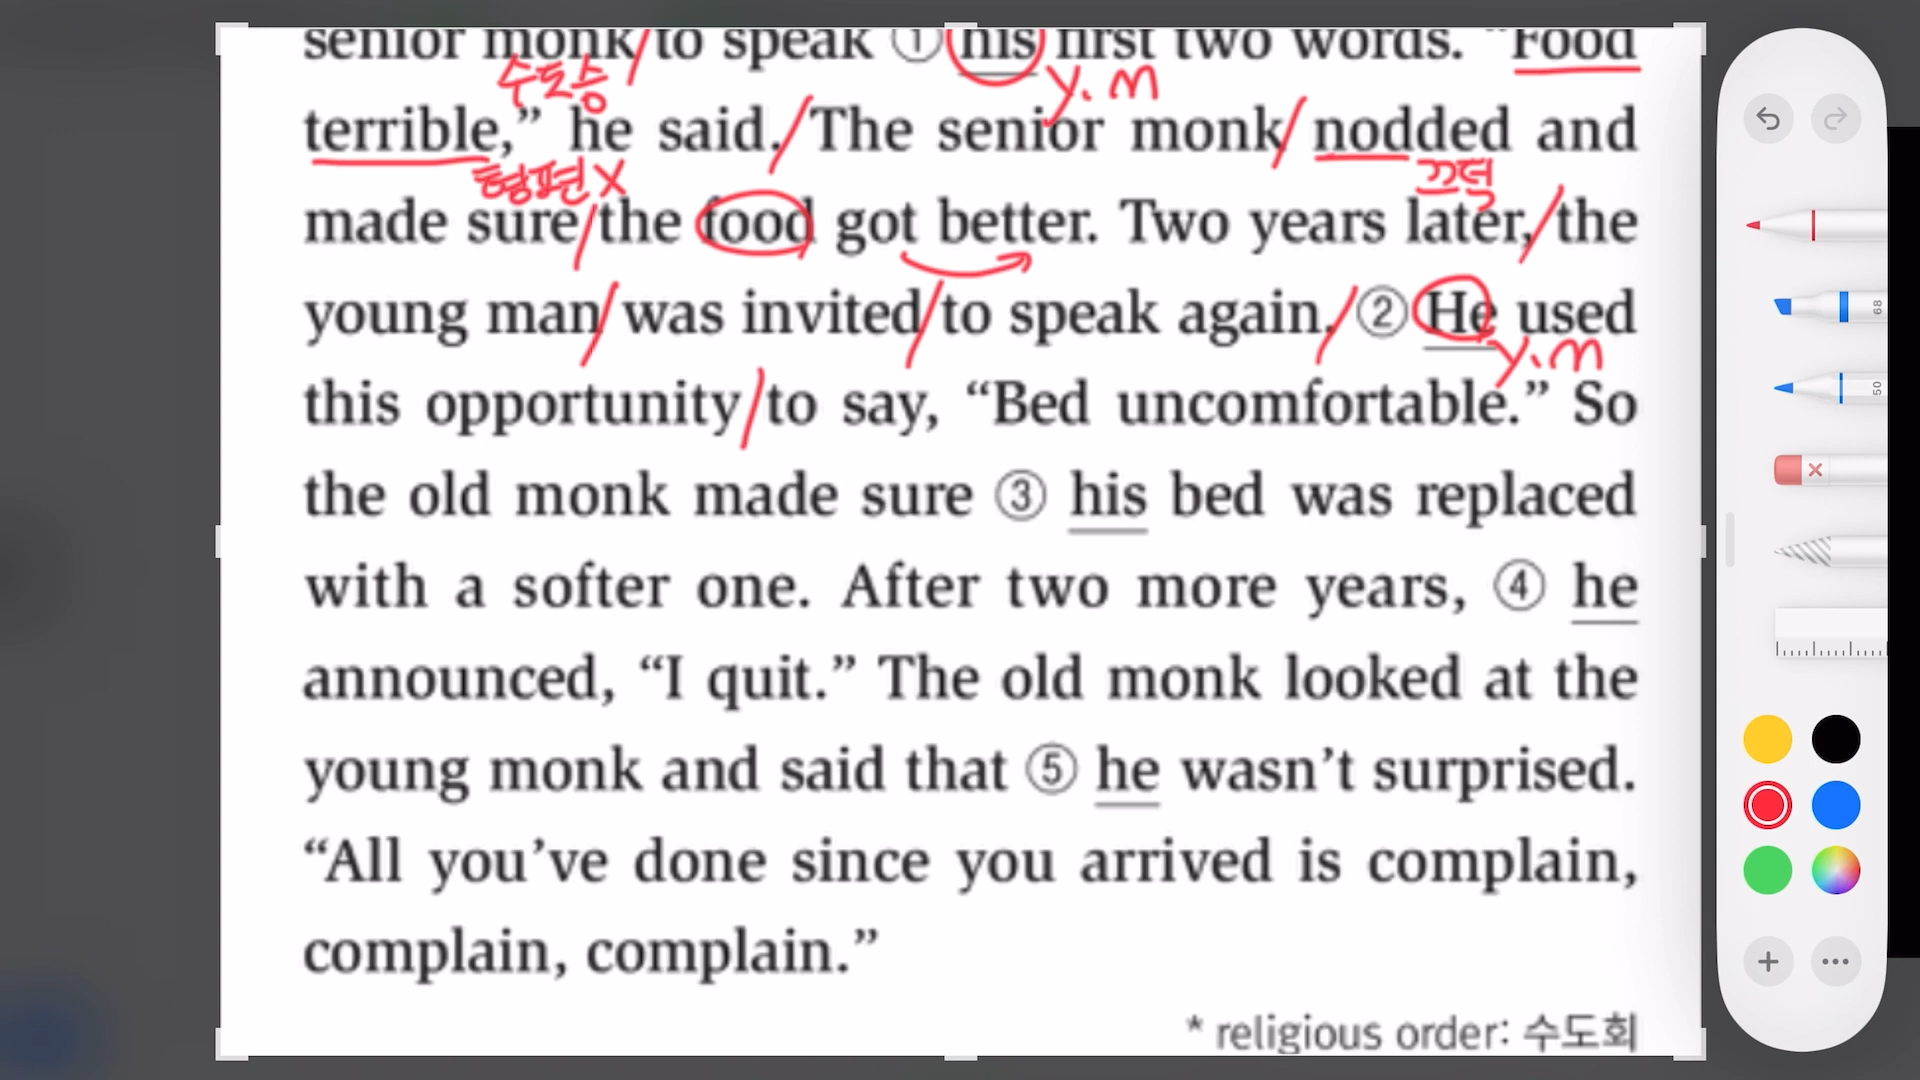 senior monk/to speak ① his first two words. “Food
수도승
y.m
terrible,” he said./The senior monk/nodded and
형편X
끄덕
made sure/the food got better. Two years later,/the
young man/was invited/to speak again./② He used
y.m
this opportunity/to say, “Bed uncomfortable.” So
the old monk made sure ③ his bed was replaced
with a softer one. After two more years, ④ he
announced, “I quit.” The old monk looked at the
young monk and said that ⑤ he wasn’t surprised.
“All you’ve done since you arrived is complain,
complain, complain.”
* religious order: 수도회
68
50